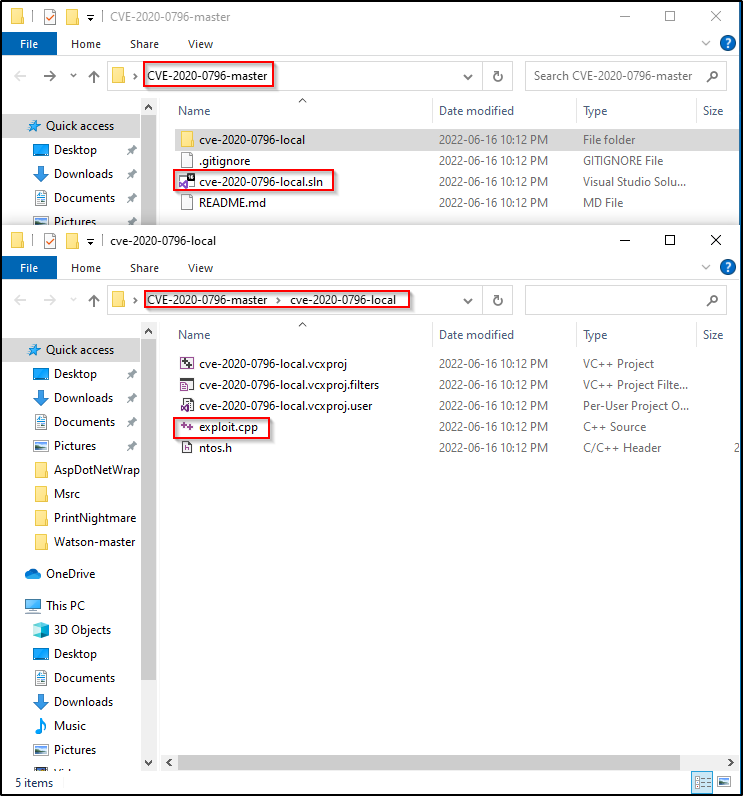 CVE-2020-0796-master
File Home Share View
CVE-2020-0796-master Search CVE-2020-0796-master
Name Date modified Type Size
Quick access
cve-2020-0796-local 2022-06-16 10:12 PM File folder
Desktop
.gitignore 2022-06-16 10:12 PM GITIGNORE File
Downloads
cve-2020-0796-local.sln 2022-06-16 10:12 PM Visual Studio Solu...
Documents
README.md 2022-06-16 10:12 PM MD File
Pictures
cve-2020-0796-local
File Home Share View
CVE-2020-0796-master cve-2020-0796-local
Name Date modified Type Size
Quick access
cve-2020-0796-local.vcxproj 2022-06-16 10:12 PM VC++ Project
Desktop
cve-2020-0796-local.vcxproj.filters 2022-06-16 10:12 PM VC++ Project Filte...
Downloads
cve-2020-0796-local.vcxproj.user 2022-06-16 10:12 PM Per-User Project O...
Documents
exploit.cpp 2022-06-16 10:12 PM C++ Source
Pictures
ntos.h 2022-06-16 10:12 PM C/C++ Header 2
AspDotNetWrap
Msrc
PrintNightmare
Watson-master
OneDrive
This PC
3D Objects
Desktop
Documents
Downloads
Music
Pictures
5 items